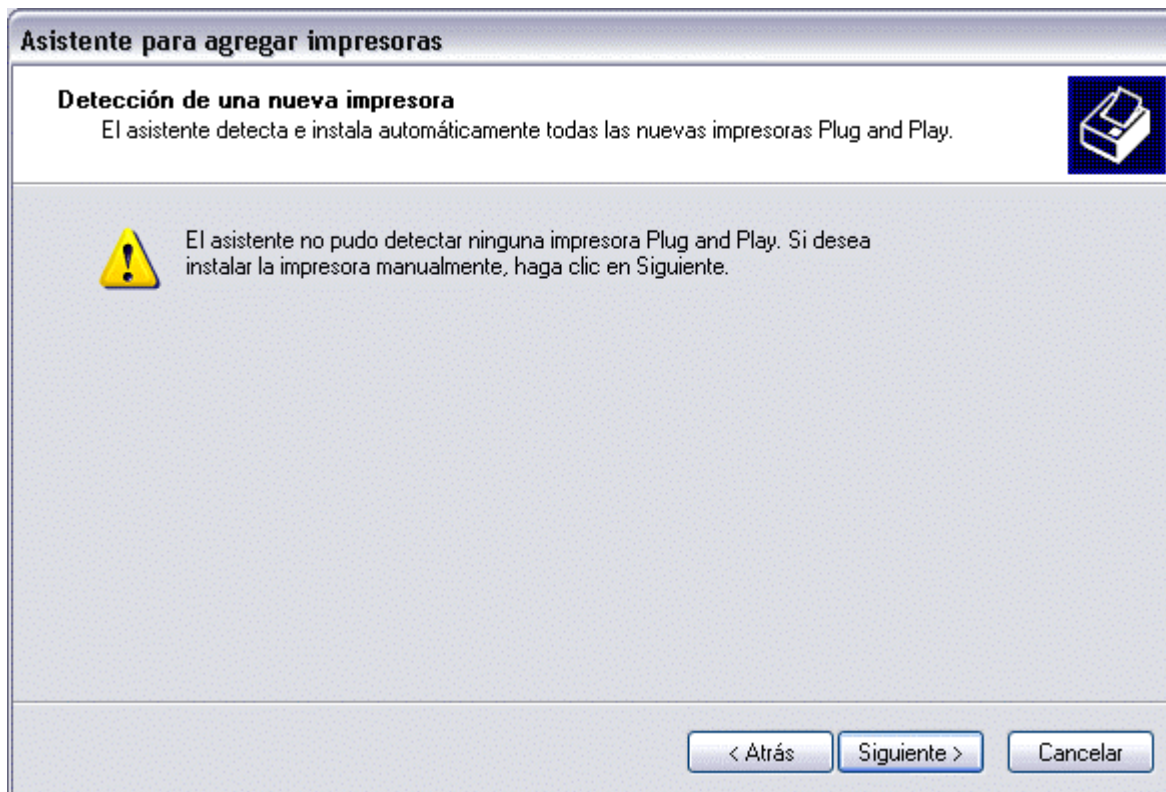 Asistente para agregar impresoras
Detección de una nueva impresora
El asistente detecta e instala automáticamente todas las nuevas impresoras Plug and Play.
El asistente no pudo detectar ninguna impresora Plug and Play. Si desea
instalar la impresora manualmente, haga clic en Siguiente.
< Atrás
Siguiente >
Cancelar